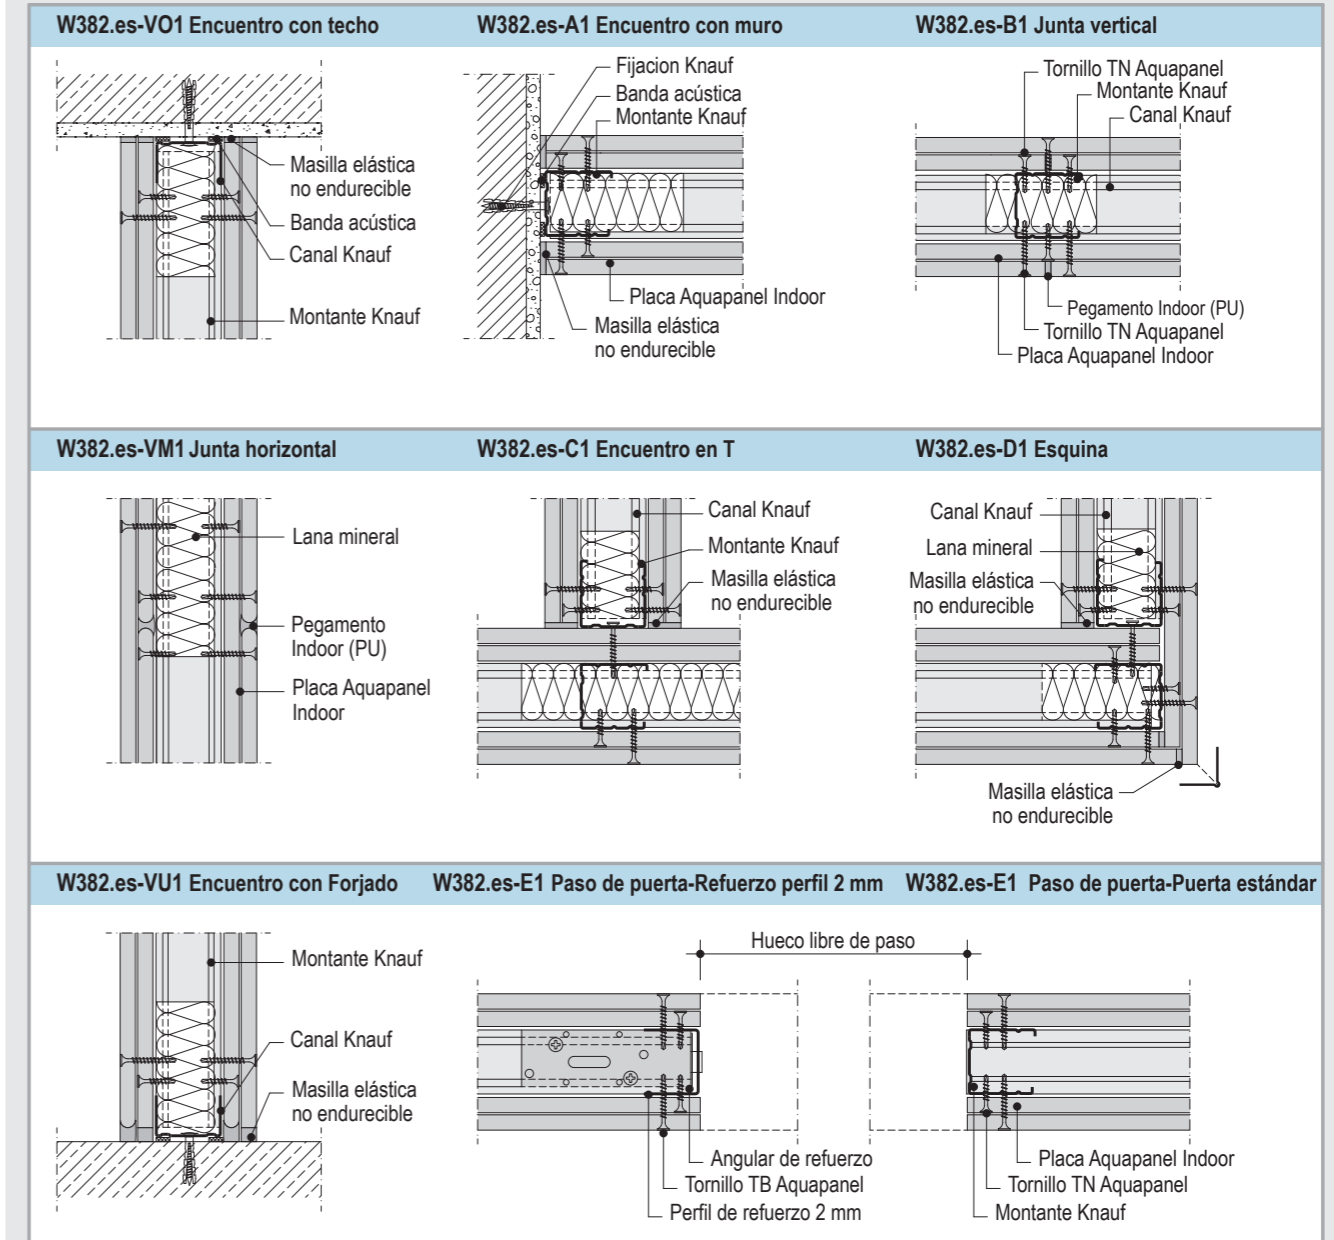 W382.es-VO1 Encuentro con techo
Masilla elástica
no endurecible
Banda acústica
Canal Knauf
Montante Knauf
W382.es-A1 Encuentro con muro
Fijacion Knauf
Banda acústica
Montante Knauf
Placa Aquapanel Indoor
Masilla elástica
no endurecible
W382.es-B1 Junta vertical
Tornillo TN Aquapanel
Montante Knauf
Canal Knauf
Pegamento Indoor (PU)
Tornillo TN Aquapanel
Placa Aquapanel Indoor
W382.es-VM1 Junta horizontal
Lana mineral
Pegamento
Indoor (PU)
Placa Aquapanel
Indoor
W382.es-C1 Encuentro en T
Canal Knauf
Montante Knauf
Masilla elástica
no endurecible
W382.es-D1 Esquina
Canal Knauf
Lana mineral
Masilla elástica
no endurecible
Masilla elástica
no endurecible
W382.es-VU1 Encuentro con Forjado
Montante Knauf
Canal Knauf
Masilla elástica
no endurecible
W382.es-E1 Paso de puerta-Refuerzo perfil 2 mm
Hueco libre de paso
Angular de refuerzo
Tornillo TB Aquapanel
Perfil de refuerzo 2 mm
W382.es-E1 Paso de puerta-Puerta estándar
Placa Aquapanel Indoor
Tornillo TN Aquapanel
Montante Knauf